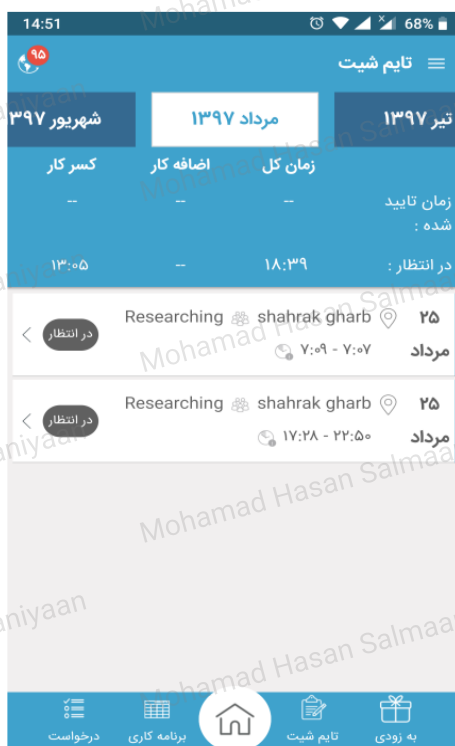 14:51 68%
تایم شیت ۹۵
تیر ۱۳۹۷ مرداد ۱۳۹۷ شهریور ۳۹۷
زمان کل اضافه کار کسر کار
زمان تایید شده : -- -- --
در انتظار : ۱۸:۳۹ -- ۱۳:۰۵
۲۵ shahrak gharb Researching
در انتظار
مرداد ۷:۰۹ - ۷:۰۷
۲۵ shahrak gharb Researching
در انتظار
مرداد ۱۷:۲۸ - ۲۲:۵۰
به زودی تایم شیت برنامه کاری درخواست
Mohamad Hasan Salmaaniyaan